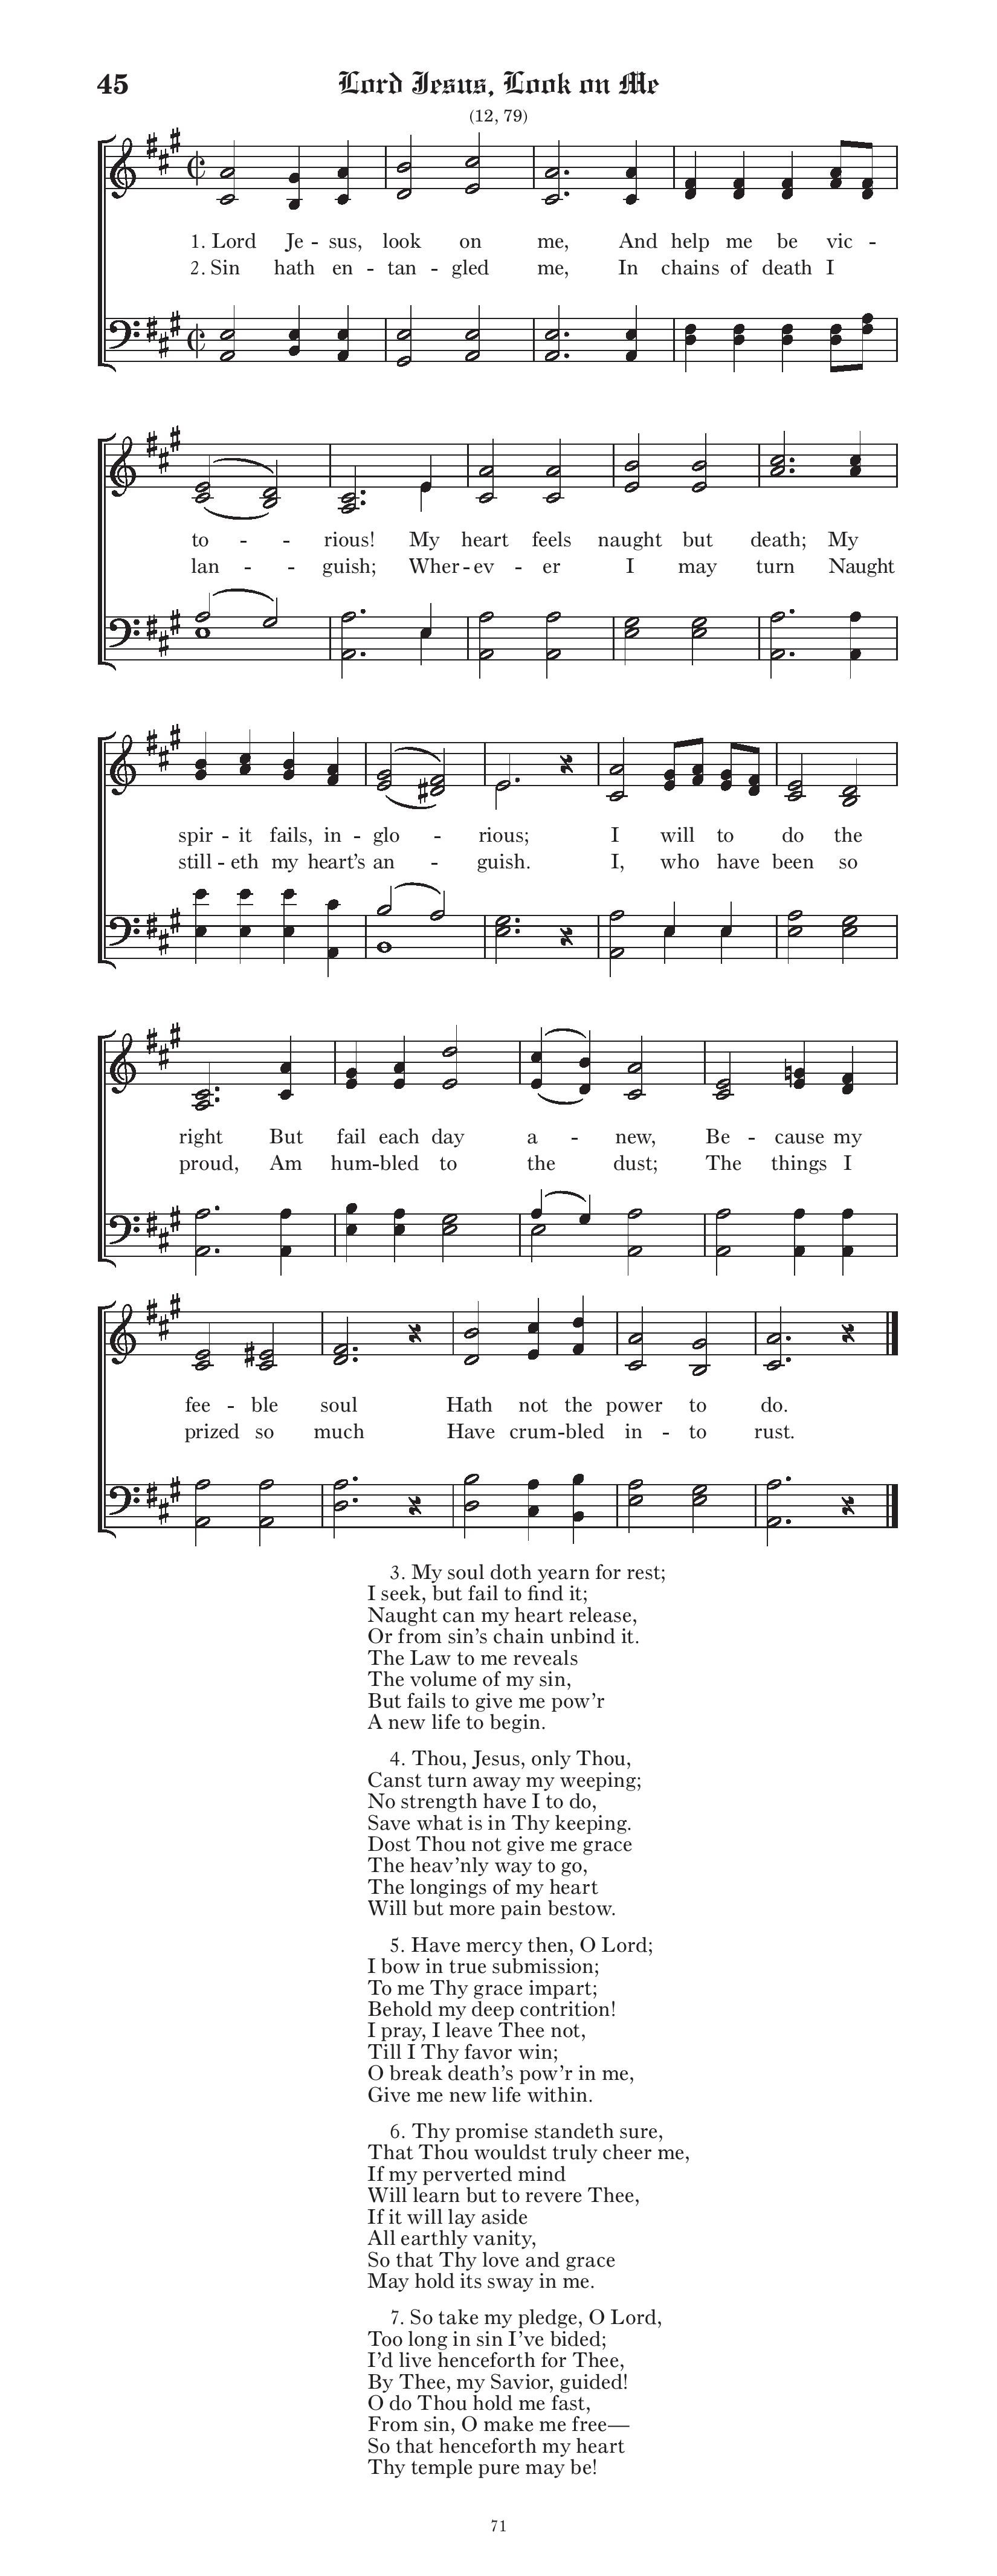 45 Lord Jesus, Look on Me
(12, 79)
1. Lord Je - sus, look on me, And help me be vic -
2. Sin hath en - tan - gled me, In chains of death I
to - - rious! My heart feels naught but death; My
lan - - guish; Wher - ev - er I may turn Naught
spir - it fails, in - glo - rious; I will to do the
still - eth my heart’s an - guish. I, who have been so
right But fail each day a - new, Be - cause my
proud, Am hum-bled to the dust; The things I
fee - ble soul Hath not the power to do.
prized so much Have crum-bled in - to rust.
3. My soul doth yearn for rest;
I seek, but fail to find it;
Naught can my heart release,
Or from sin’s chain unbind it.
The Law to me reveals
The volume of my sin,
But fails to give me pow’r
A new life to begin.
4. Thou, Jesus, only Thou,
Canst turn away my weeping;
No strength have I to do,
Save what is in Thy keeping.
Dost Thou not give me grace
The heav’nly way to go,
The longings of my heart
Will but more pain bestow.
5. Have mercy then, O Lord;
I bow in true submission;
To me Thy grace impart;
Behold my deep contrition!
I pray, I leave Thee not,
Till I Thy favor win;
O break death’s pow’r in me,
Give me new life within.
6. Thy promise standeth sure,
That Thou wouldst truly cheer me,
If my perverted mind
Will learn but to revere Thee,
If it will lay aside
All earthly vanity,
So that Thy love and grace
May hold its sway in me.
7. So take my pledge, O Lord,
Too long in sin I’ve bided;
I’d live henceforth for Thee,
By Thee, my Savior, guided!
O do Thou hold me fast,
From sin, O make me free—
So that henceforth my heart
Thy temple pure may be!
71